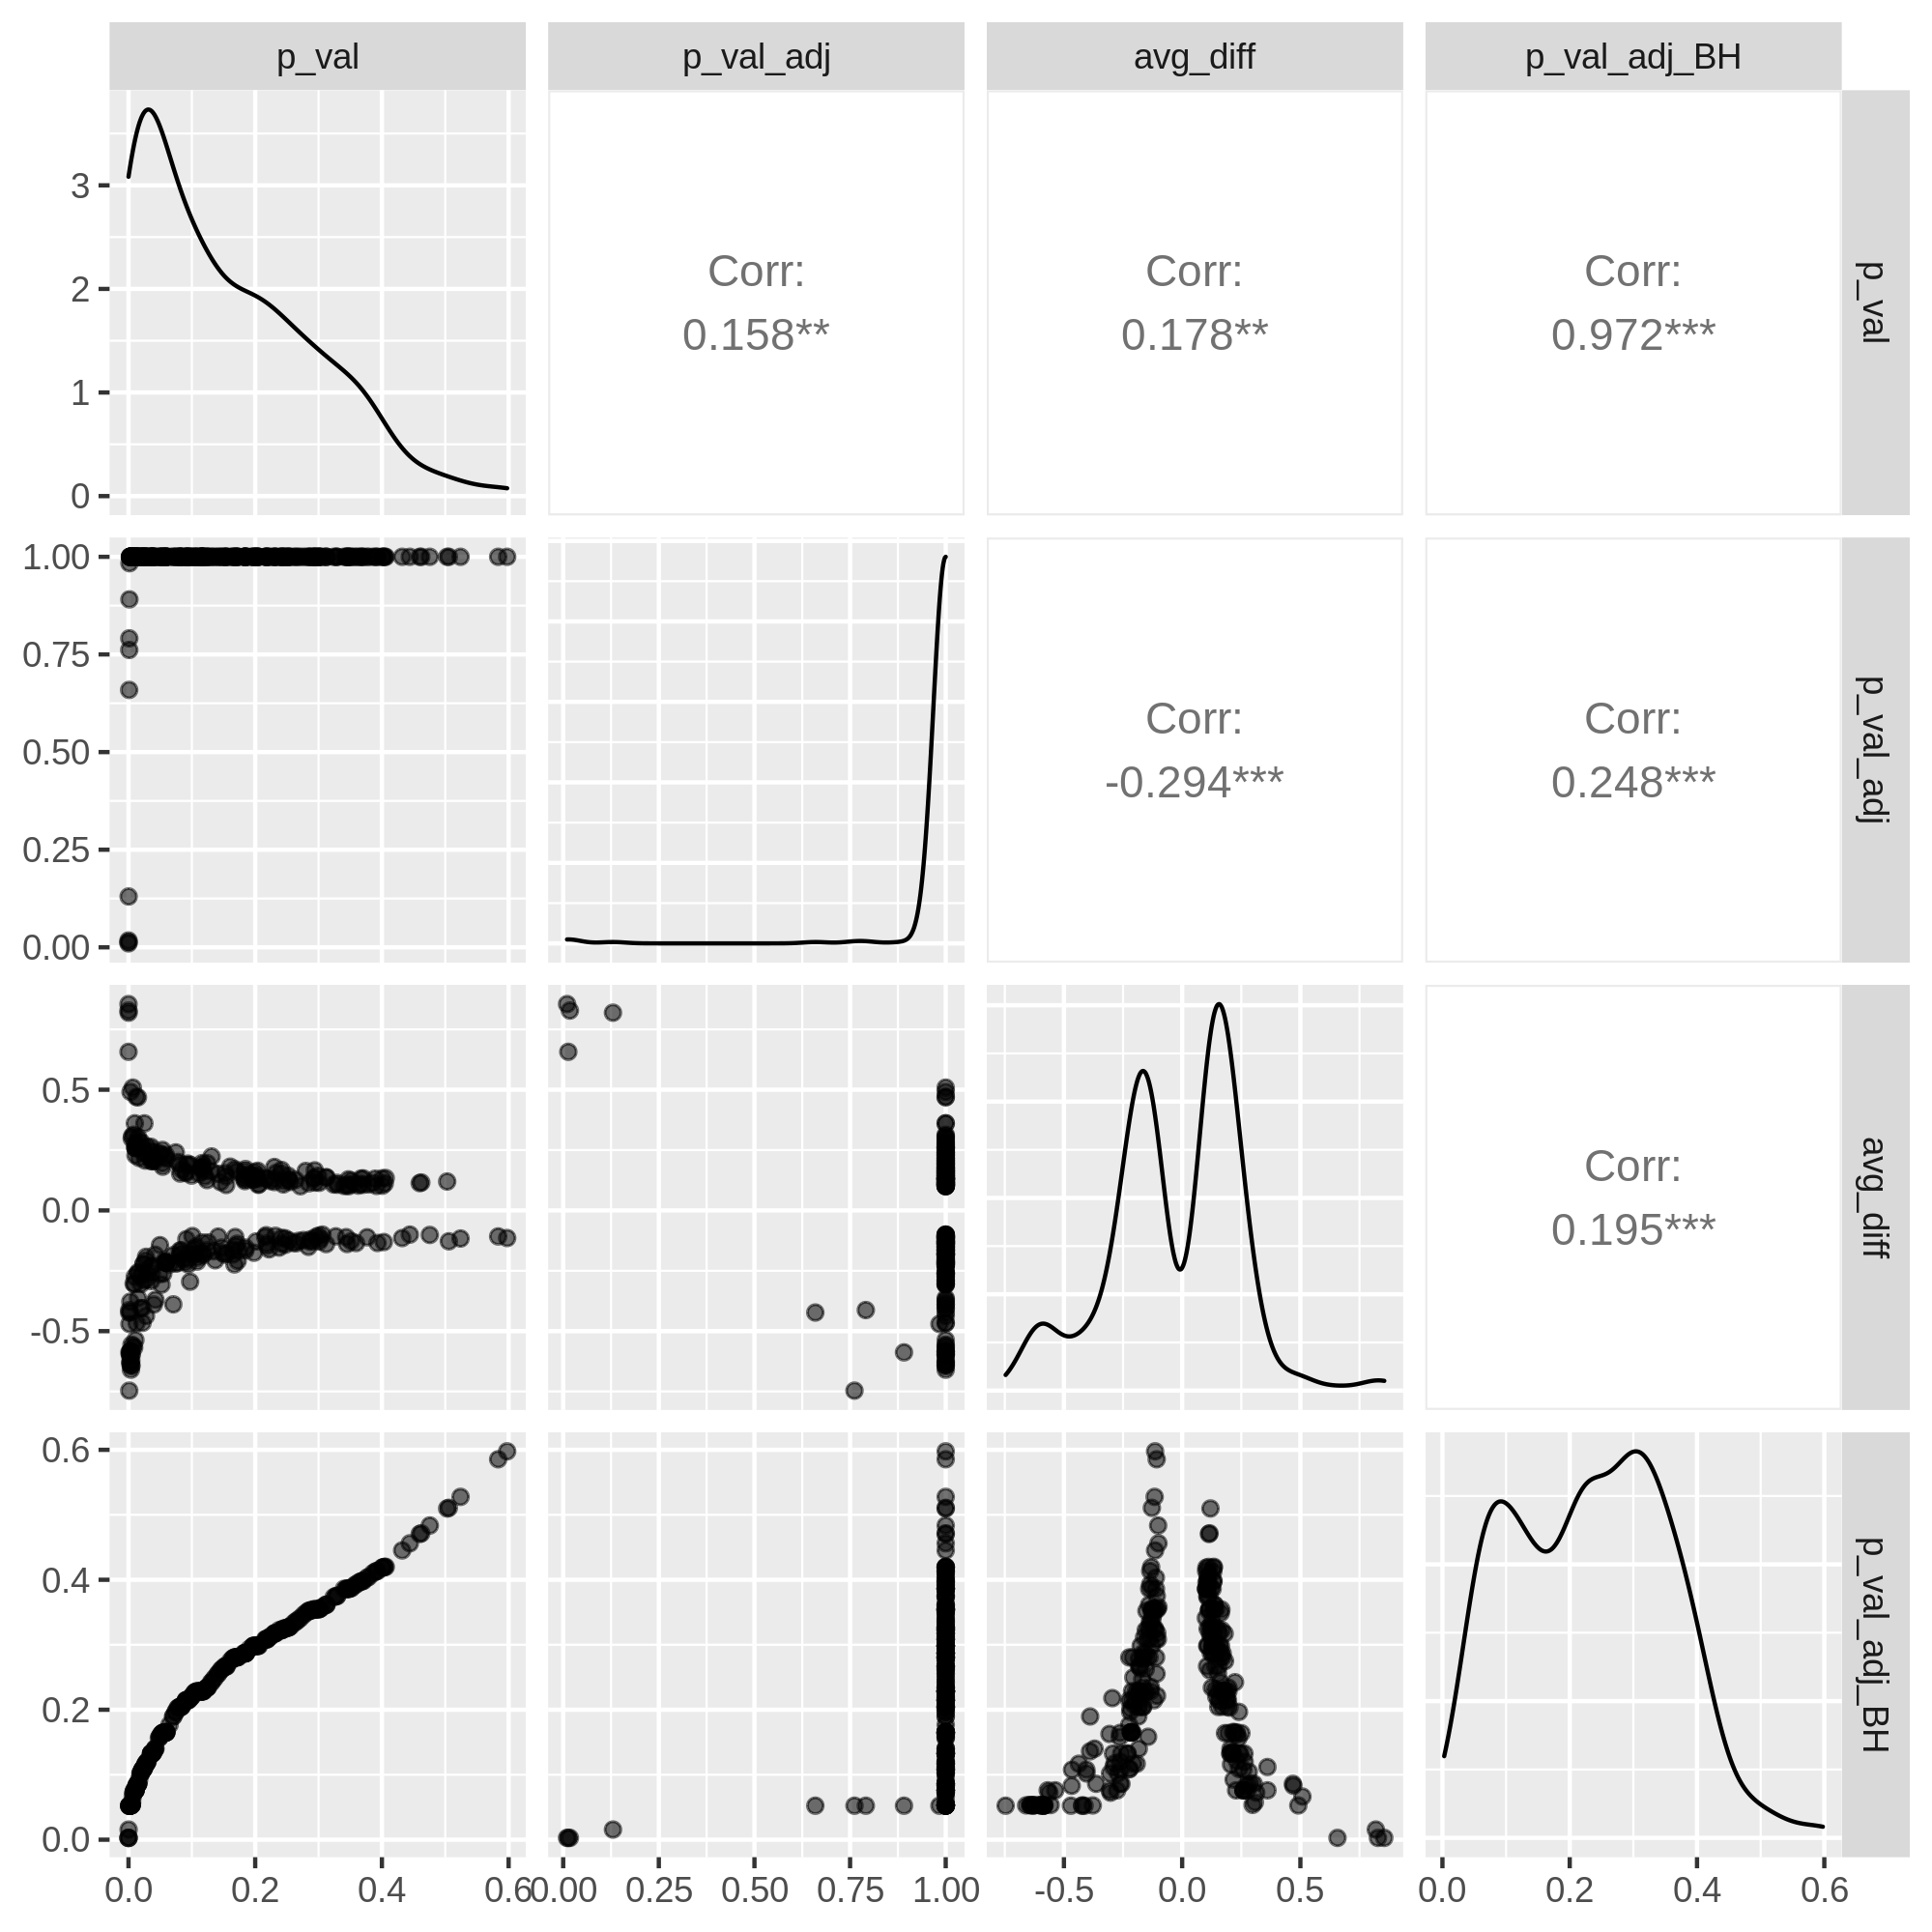 p_val p_val_adj avg_diff p_val_adj_BH
3
2
1
0
Corr:
0.158**
Corr:
0.178**
Corr:
0.972***
p_val
1.00
0.75
0.50
0.25
0.00
Corr:
-0.294***
Corr:
0.248***
p_val_adj
0.5
0.0
-0.5
Corr:
0.195***
avg_diff
0.6
0.4
0.2
0.0
p_val_adj_BH
0.0 0.2 0.4 0.6 0.00 0.25 0.50 0.75 1.00 -0.5 0.0 0.5 0.0 0.2 0.4 0.6